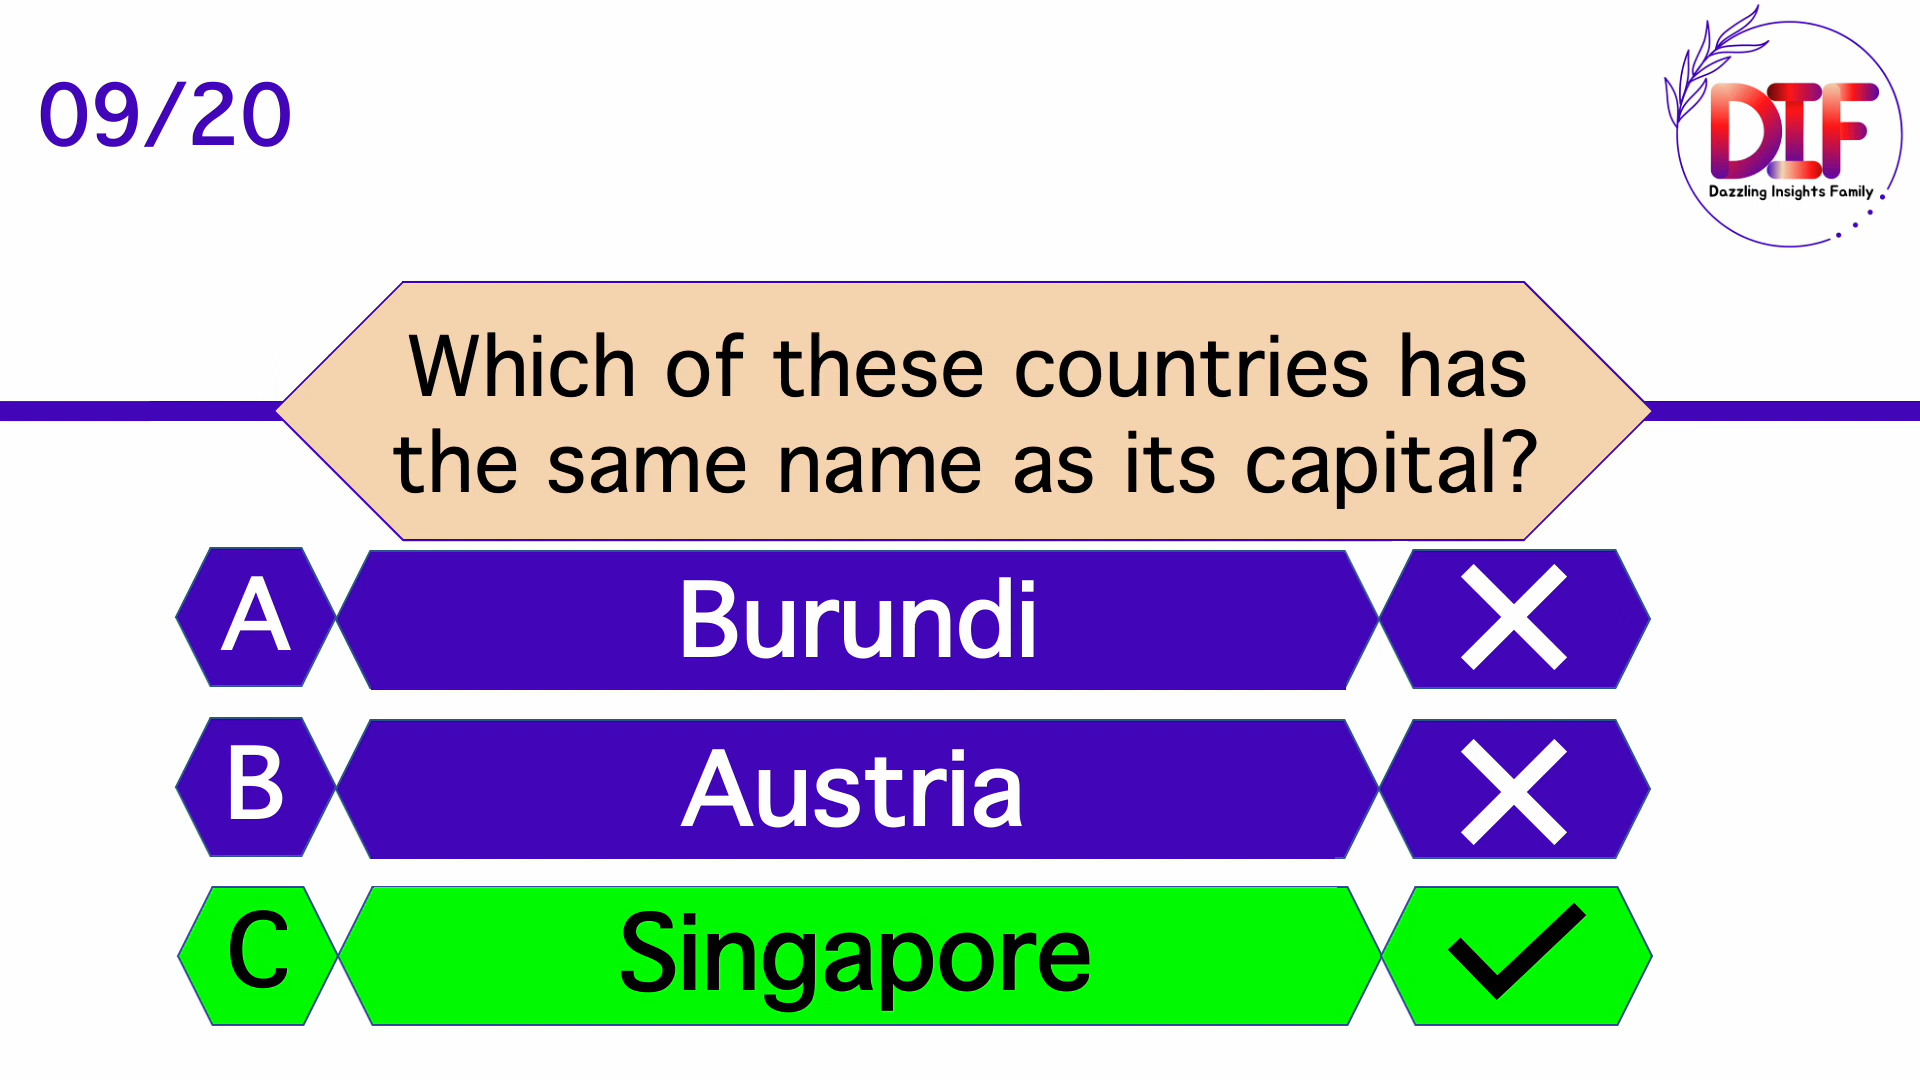 09/20
DIF
Dazzling Insights Family
Which of these countries has
the same name as its capital?
A Burundi
B Austria
C Singapore